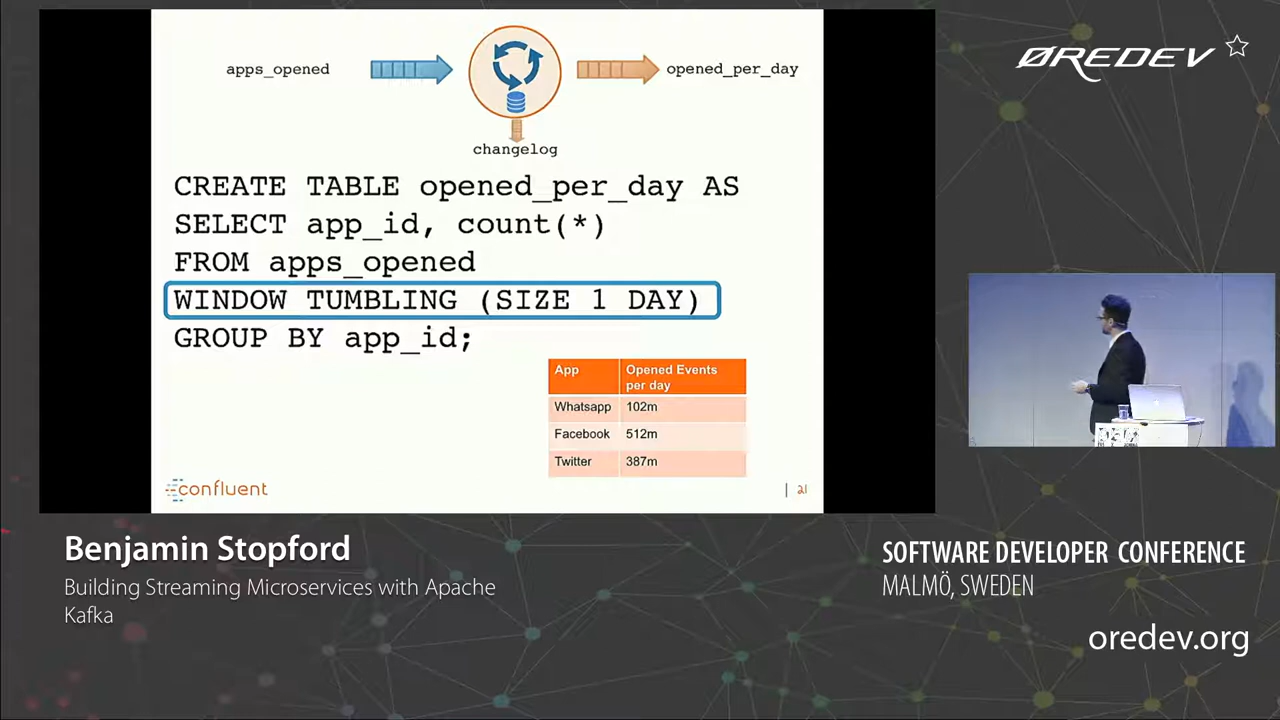 apps_opened
opened_per_day
changelog
CREATE TABLE opened_per_day AS
SELECT app_id, count(*)
FROM apps_opened
WINDOW TUMBLING (SIZE 1 DAY)
GROUP BY app_id;
App Opened Events per day
Whatsapp 102m
Facebook 512m
Twitter 387m
confluent
| 21
ØREDEV
Benjamin Stopford
Building Streaming Microservices with Apache
Kafka
SOFTWARE DEVELOPER CONFERENCE
MALMÖ, SWEDEN
oredev.org